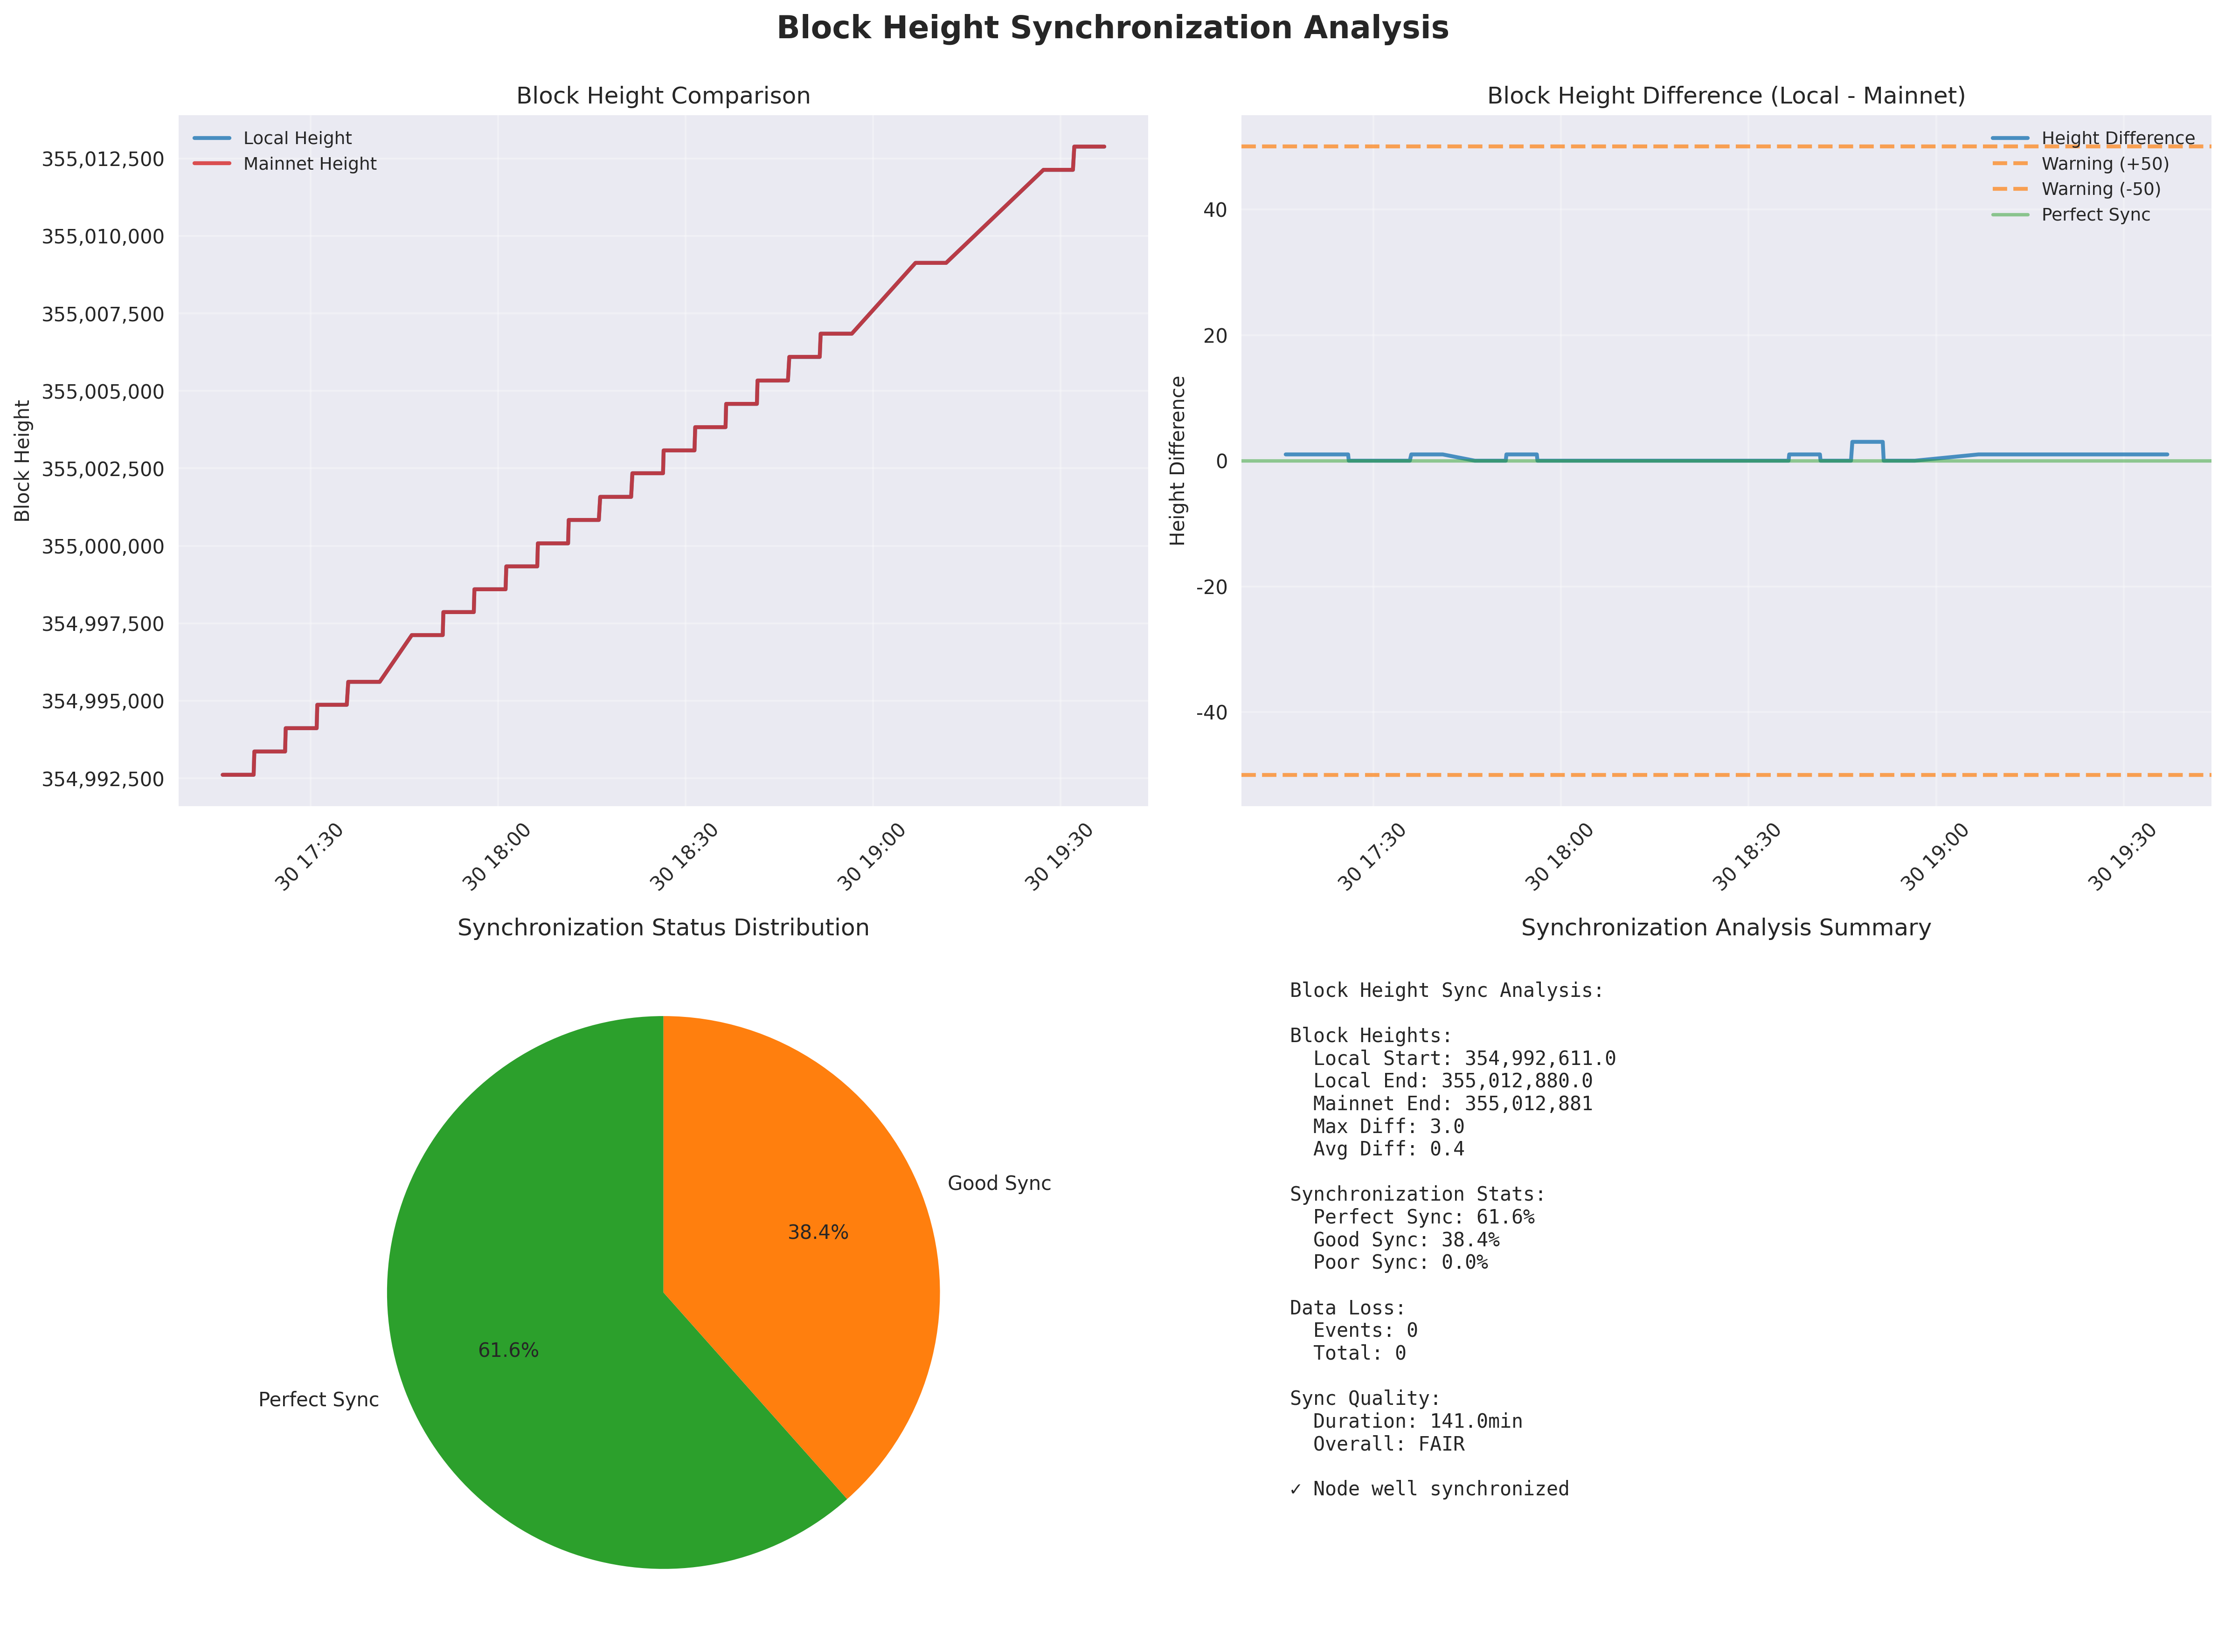 Block Height Synchronization Analysis
Block Height Comparison
Local Height
Mainnet Height
Block Height
355,012,500
355,010,000
355,007,500
355,005,000
355,002,500
355,000,000
354,997,500
354,995,000
354,992,500
30 17:30
30 18:00
30 18:30
30 19:00
30 19:30
Block Height Difference (Local - Mainnet)
Height Difference
Warning (+50)
Warning (-50)
Perfect Sync
Height Difference
40
20
0
-20
-40
30 17:30
30 18:00
30 18:30
30 19:00
30 19:30
Synchronization Status Distribution
Good Sync
38.4%
61.6%
Perfect Sync
Synchronization Analysis Summary
Block Height Sync Analysis:
Block Heights:
Local Start: 354,992,611.0
Local End: 355,012,880.0
Mainnet End: 355,012,881
Max Diff: 3.0
Avg Diff: 0.4
Synchronization Stats:
Perfect Sync: 61.6%
Good Sync: 38.4%
Poor Sync: 0.0%
Data Loss:
Events: 0
Total: 0
Sync Quality:
Duration: 141.0min
Overall: FAIR
✓ Node well synchronized